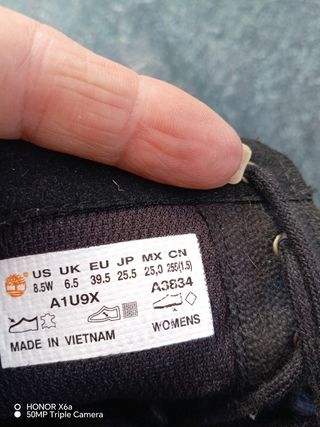 US UK EU JP MX CN
8.5W 6.5 39.5 25.5 25,0 255(1.5)
A1U9X A3834
WOMENS
MADE IN VIETNAM
HONOR X6a
50MP Triple Camera